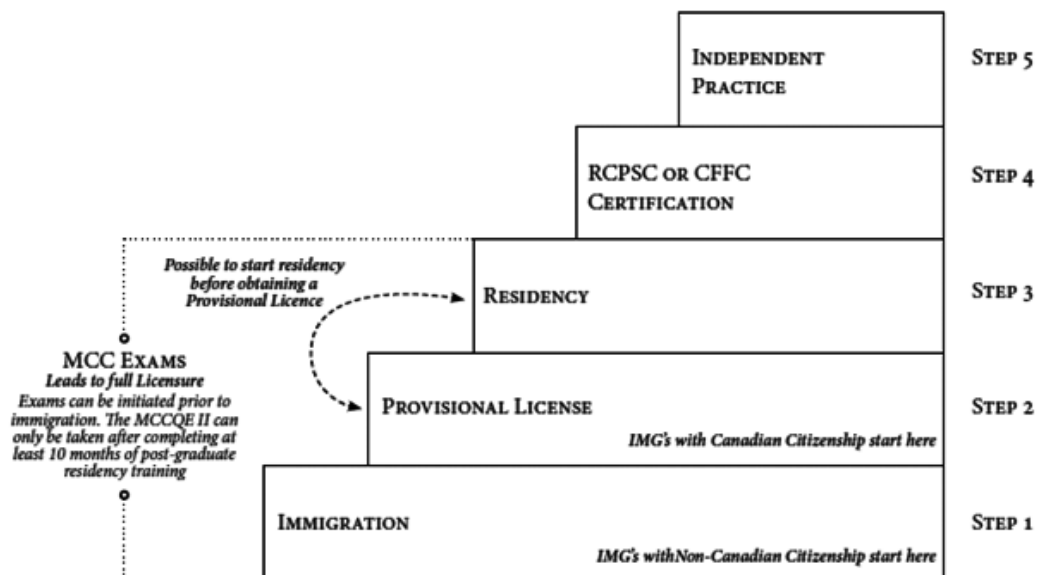 INDEPENDENT
PRACTICE
STEP 5
RCPSC OR CFFC
CERTIFICATION
STEP 4
Possible to start residency
before obtaining a
Provisional Licence
RESIDENCY
STEP 3
MCC EXAMS
Leads to full Licensure
Exams can be initiated prior to
immigration. The MCCQE II can
only be taken after completing at
least 10 months of post-graduate
residency training
PROVISIONAL LICENSE
IMG's with Canadian Citizenship start here
STEP 2
IMMIGRATION
IMG's withNon-Canadian Citizenship start here
STEP 1